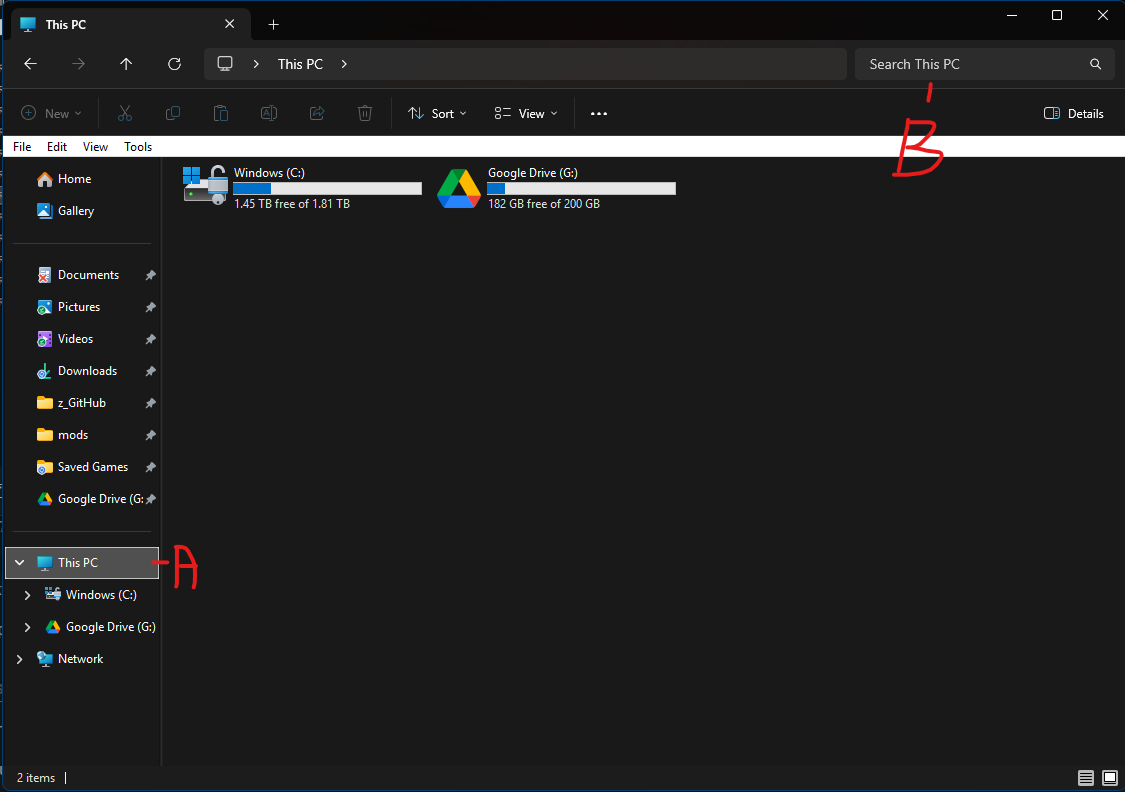 This PC
This PC
Search This PC
New
Sort
View
Details
B
File Edit View Tools
Home
Gallery
Documents
Pictures
Videos
Downloads
z_GitHub
mods
Saved Games
Google Drive (G:
This PC
A
Windows (C:)
Google Drive (G:)
Network
Windows (C:)
1.45 TB free of 1.81 TB
Google Drive (G:)
182 GB free of 200 GB
2 items